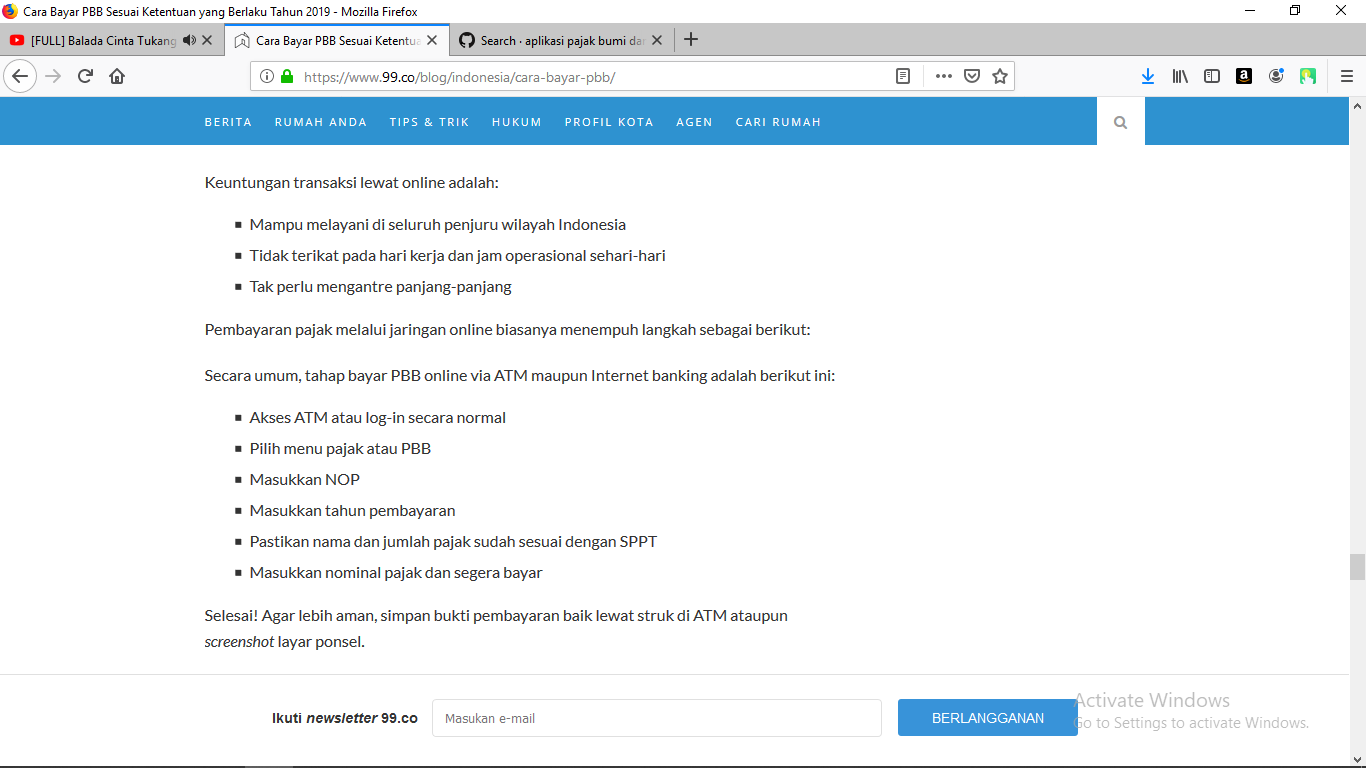 Cara Bayar PBB Sesuai Ketentuan yang Berlaku Tahun 2019 - Mozilla Firefox
[FULL] Balada Cinta Tukang
Cara Bayar PBB Sesuai Ketentua
Search · aplikasi pajak bumi da
https://www.99.co/blog/indonesia/cara-bayar-pbb/
BERITA RUMAH ANDA TIPS & TRIK HUKUM PROFIL KOTA AGEN CARI RUMAH
Keuntungan transaksi lewat online adalah:
Mampu melayani di seluruh penjuru wilayah Indonesia
Tidak terikat pada hari kerja dan jam operasional sehari-hari
Tak perlu mengantre panjang-panjang
Pembayaran pajak melalui jaringan online biasanya menempuh langkah sebagai berikut:
Secara umum, tahap bayar PBB online via ATM maupun Internet banking adalah berikut ini:
Akses ATM atau log-in secara normal
Pilih menu pajak atau PBB
Masukkan NOP
Masukkan tahun pembayaran
Pastikan nama dan jumlah pajak sudah sesuai dengan SPPT
Masukkan nominal pajak dan segera bayar
Selesai! Agar lebih aman, simpan bukti pembayaran baik lewat struk di ATM ataupun
screenshot layar ponsel.
Ikuti newsletter 99.co
Masukan e-mail
BERLANGGANAN
Activate Windows
Go to Settings to activate Windows.